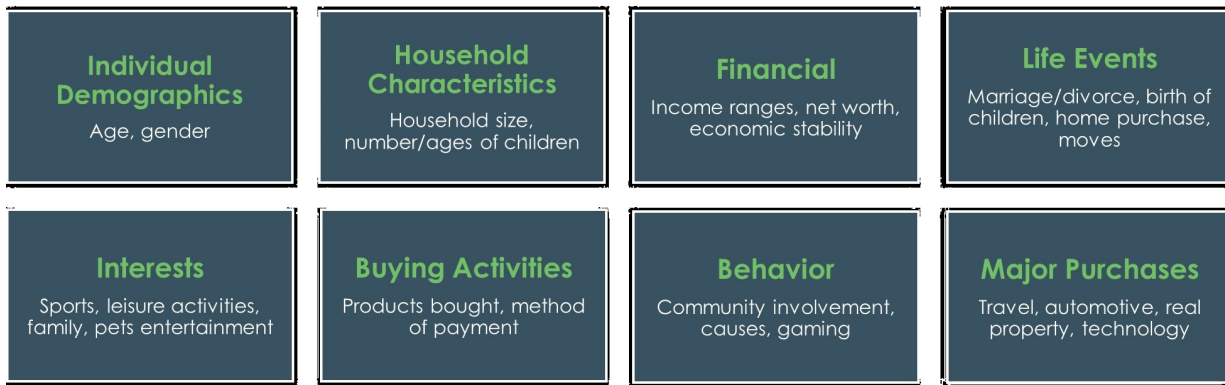 Individual
Demographics
Age, gender
Household
Characteristics
Household size,
number/ages of children
Financial
Income ranges, net worth,
economic stability
Life Events
Marriage/divorce, birth of
children, home purchase,
moves
Interests
Sports, leisure activities,
family, pets entertainment
Buying Activities
Products bought, method
of payment
Behavior
Community involvement,
causes, gaming
Major Purchases
Travel, automotive, real
property, technology